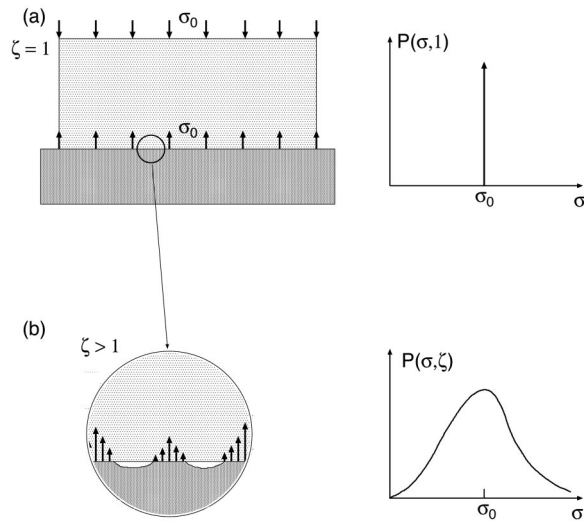 (a)
σ₀
ζ = 1
σ₀
P(σ,1)
σ₀
σ
(b)
ζ > 1
P(σ,ζ)
σ₀
σ